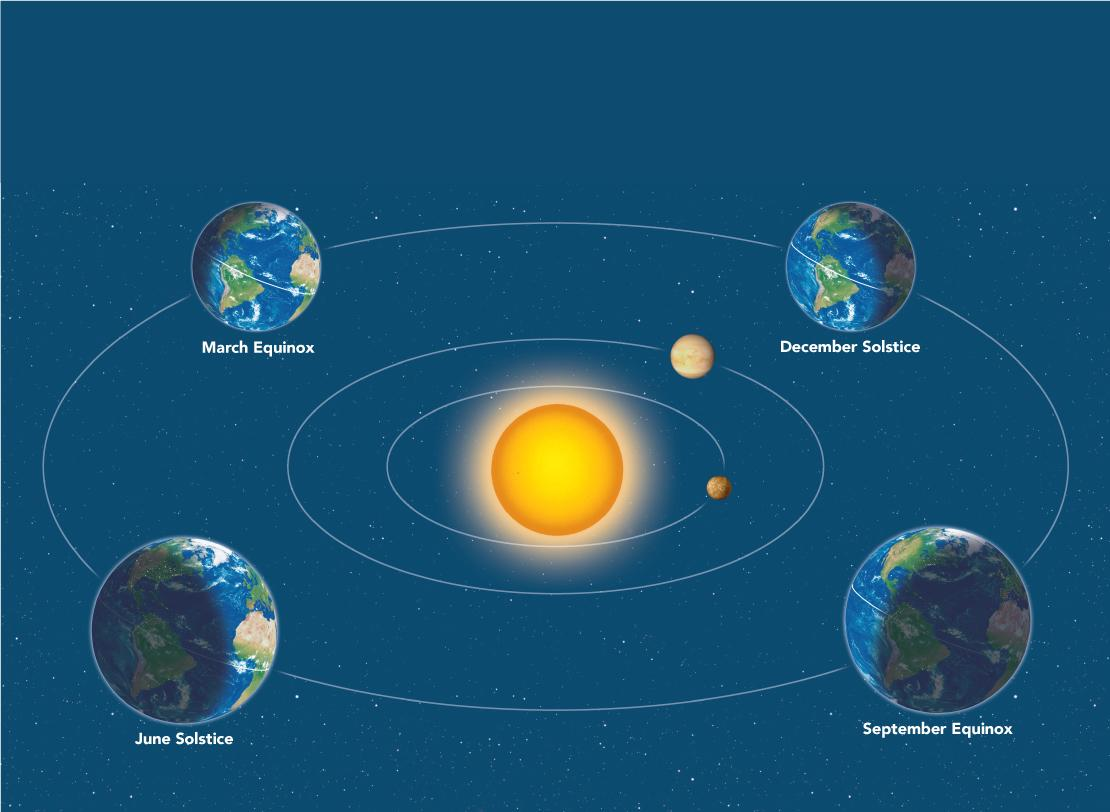 March Equinox
December Solstice
June Solstice
September Equinox